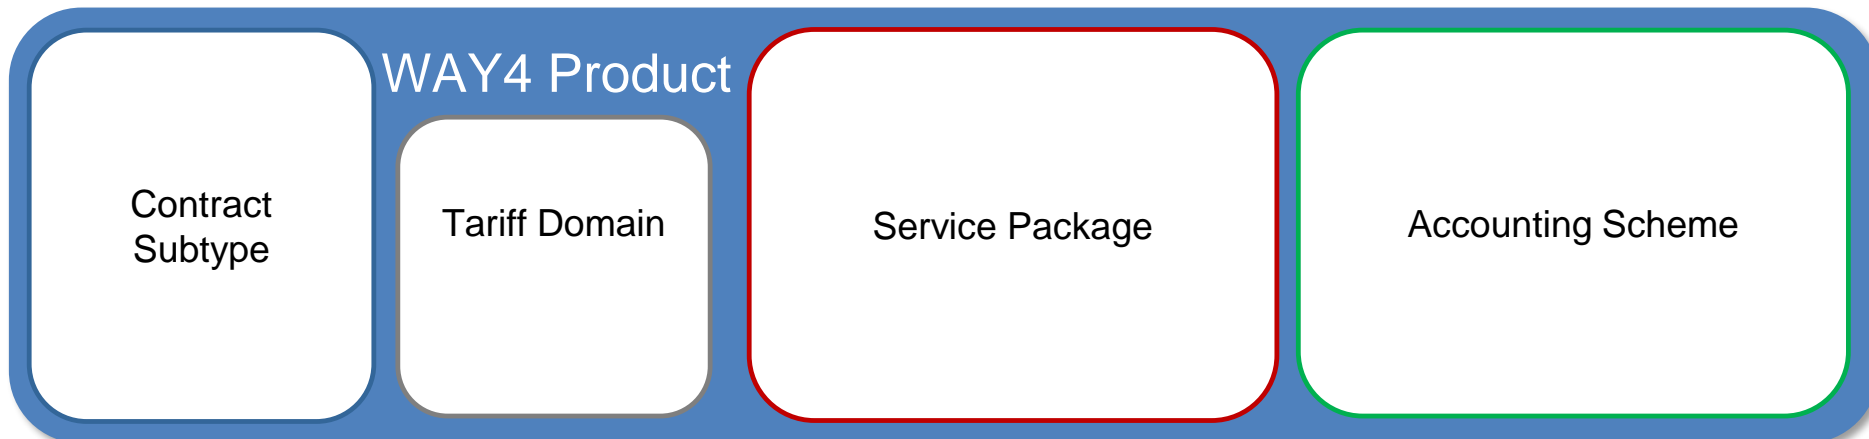 WAY4 Product
Contract
Subtype
Tariff Domain
Service Package
Accounting Scheme